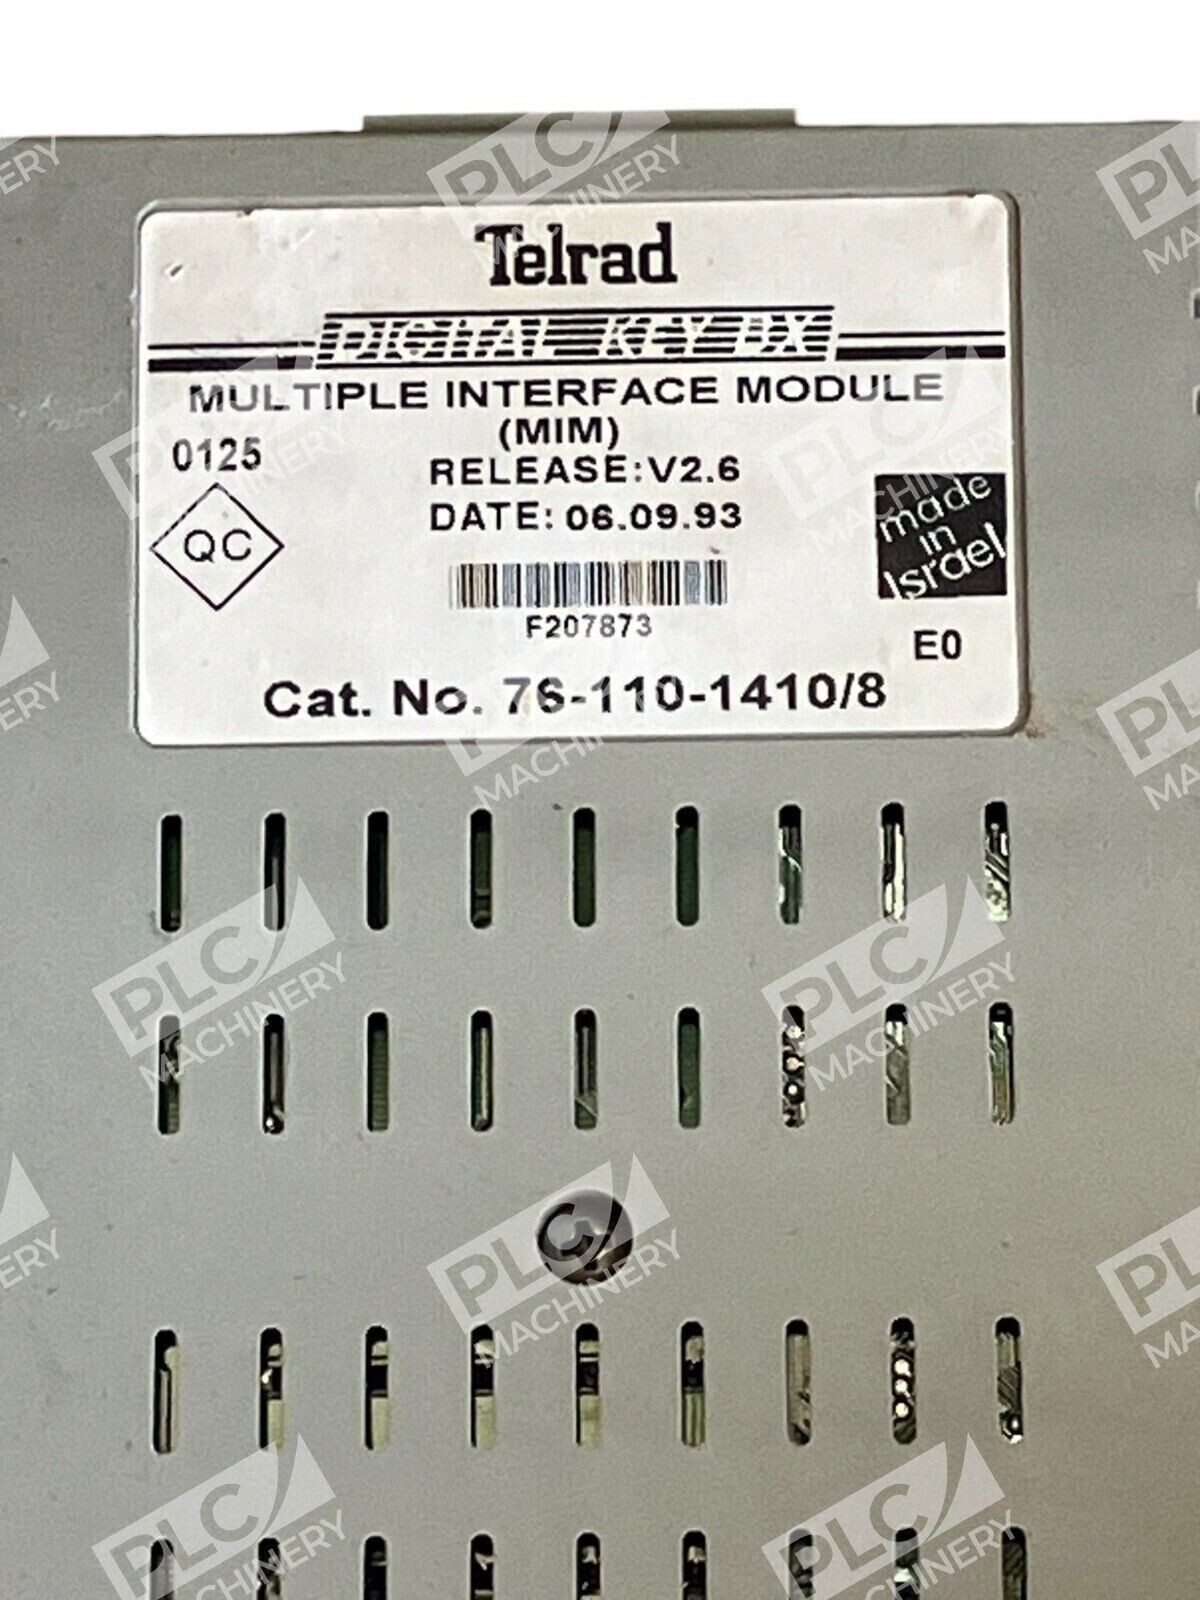 Telrad
DIGITAL KEY BX
MULTIPLE INTERFACE MODULE
(MIM)
0125
RELEASE: V2.6
DATE: 06.09.93
QC
made
in
Israel
F207873
E0
Cat. No. 76-110-1410/8
PLC
MACHINERY